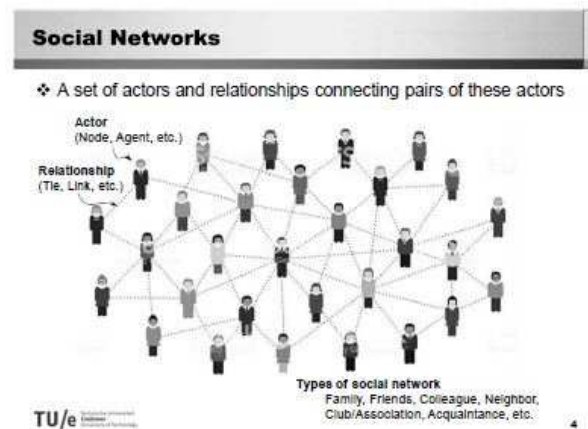 Social Networks
❖ A set of actors and relationships connecting pairs of these actors
Actor
(Node, Agent, etc.)
Relationship
(Tie, Link, etc.)
Types of social network
Family, Friends, Colleague, Neighbor,
Club/Association, Acquaintance, etc.
TU/e
4